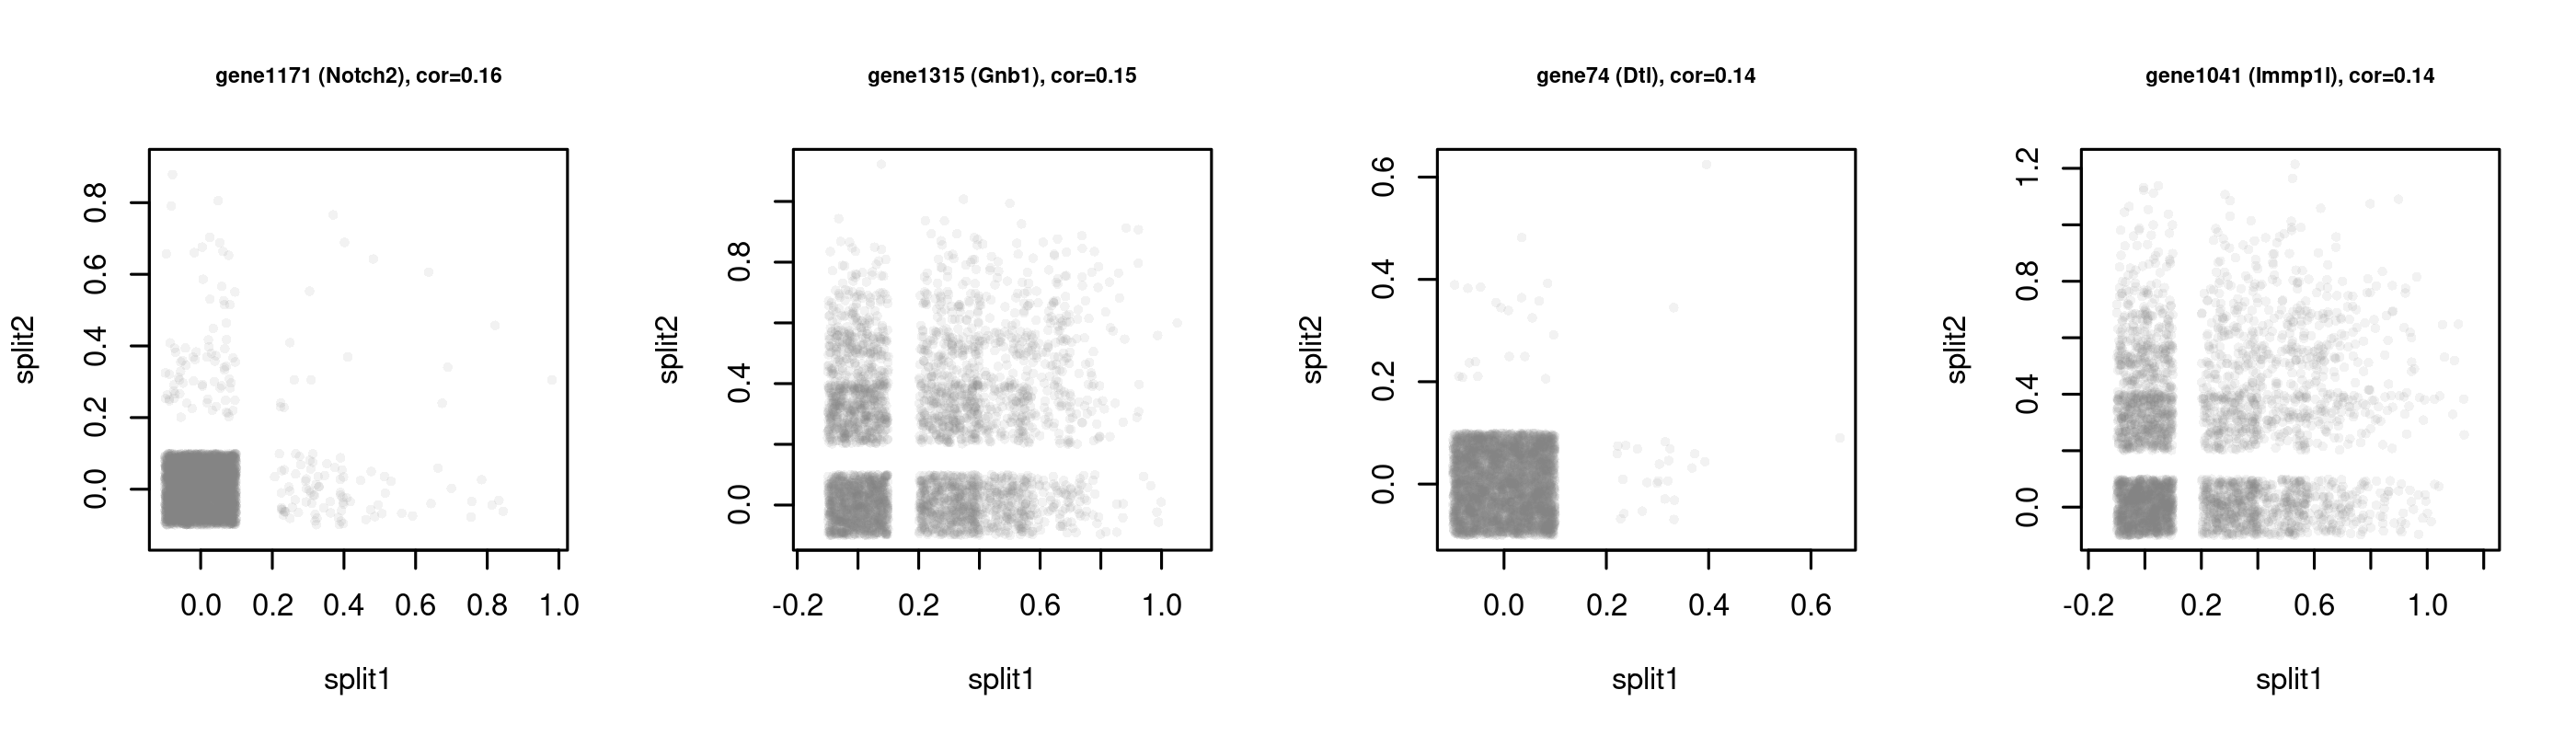 gene1171 (Notch2), cor=0.16
split2
0.0 0.2 0.4 0.6 0.8
0.0 0.2 0.4 0.6 0.8 1.0
split1
gene1315 (Gnb1), cor=0.15
split2
0.0 0.4 0.8
-0.2 0.2 0.6 1.0
split1
gene74 (Dtl), cor=0.14
split2
0.0 0.2 0.4 0.6
0.0 0.2 0.4 0.6
split1
gene1041 (Immp1l), cor=0.14
split2
0.0 0.4 0.8 1.2
-0.2 0.2 0.6 1.0
split1